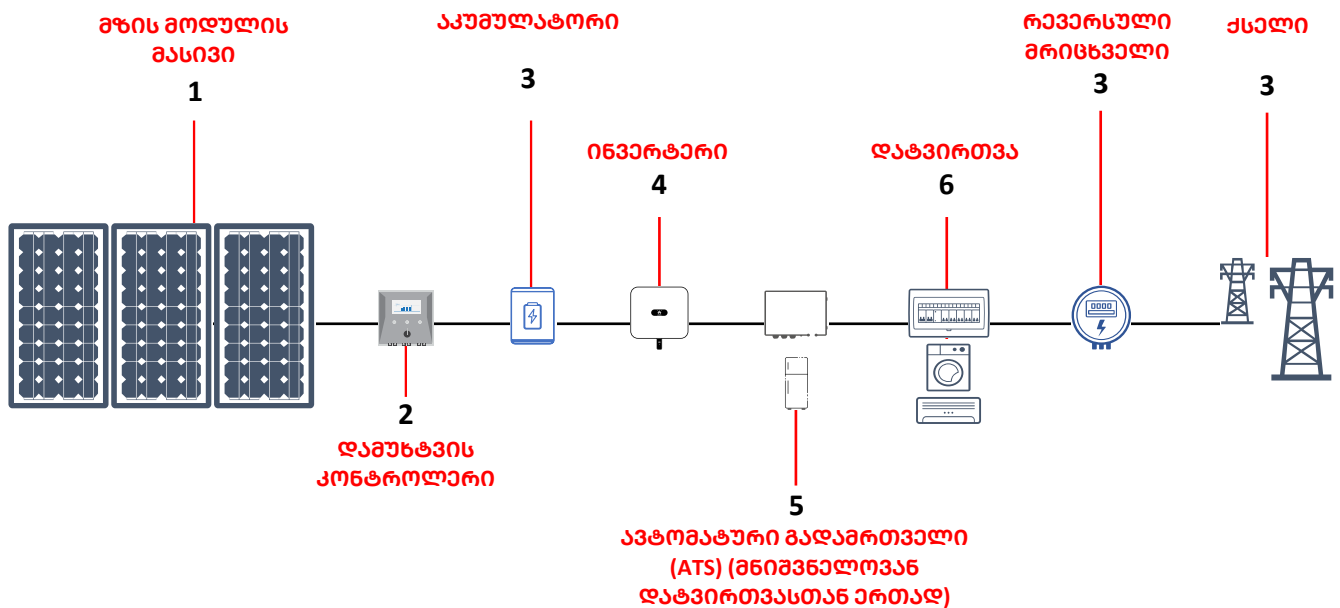 მზის მოდულის
მასივი
1
აკუმულატორი
3
ინვერტერი
4
დატვირთვა
6
რევერსული
მრიცხველი
3
ქსელი
3
2
დამუხტვის
კონტროლერი
5
ავტომატური გადამრთველი
(ATS) (მნიშვნელოვან
დატვირთვასთან ერთად)
0000